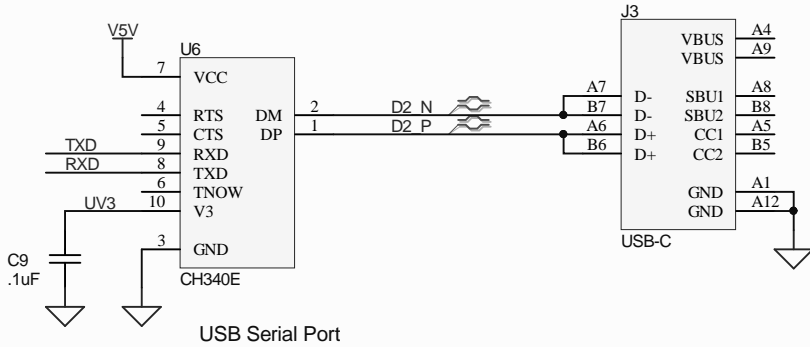 J3
V5V
U6
VBUS A4
VBUS A9
7 VCC
A7 D- SBU1 A8
4 RTS DM 2 D2_N B7 D- SBU2 B8
5 CTS DP 1 D2_P A6 D+ CC1 A5
TXD 9 RXD B6 D+ CC2 B5
RXD 8 TXD
6 TNOW GND A1
UV3 10 V3 GND A12
3 GND USB-C
C9
.1uF CH340E
USB Serial Port